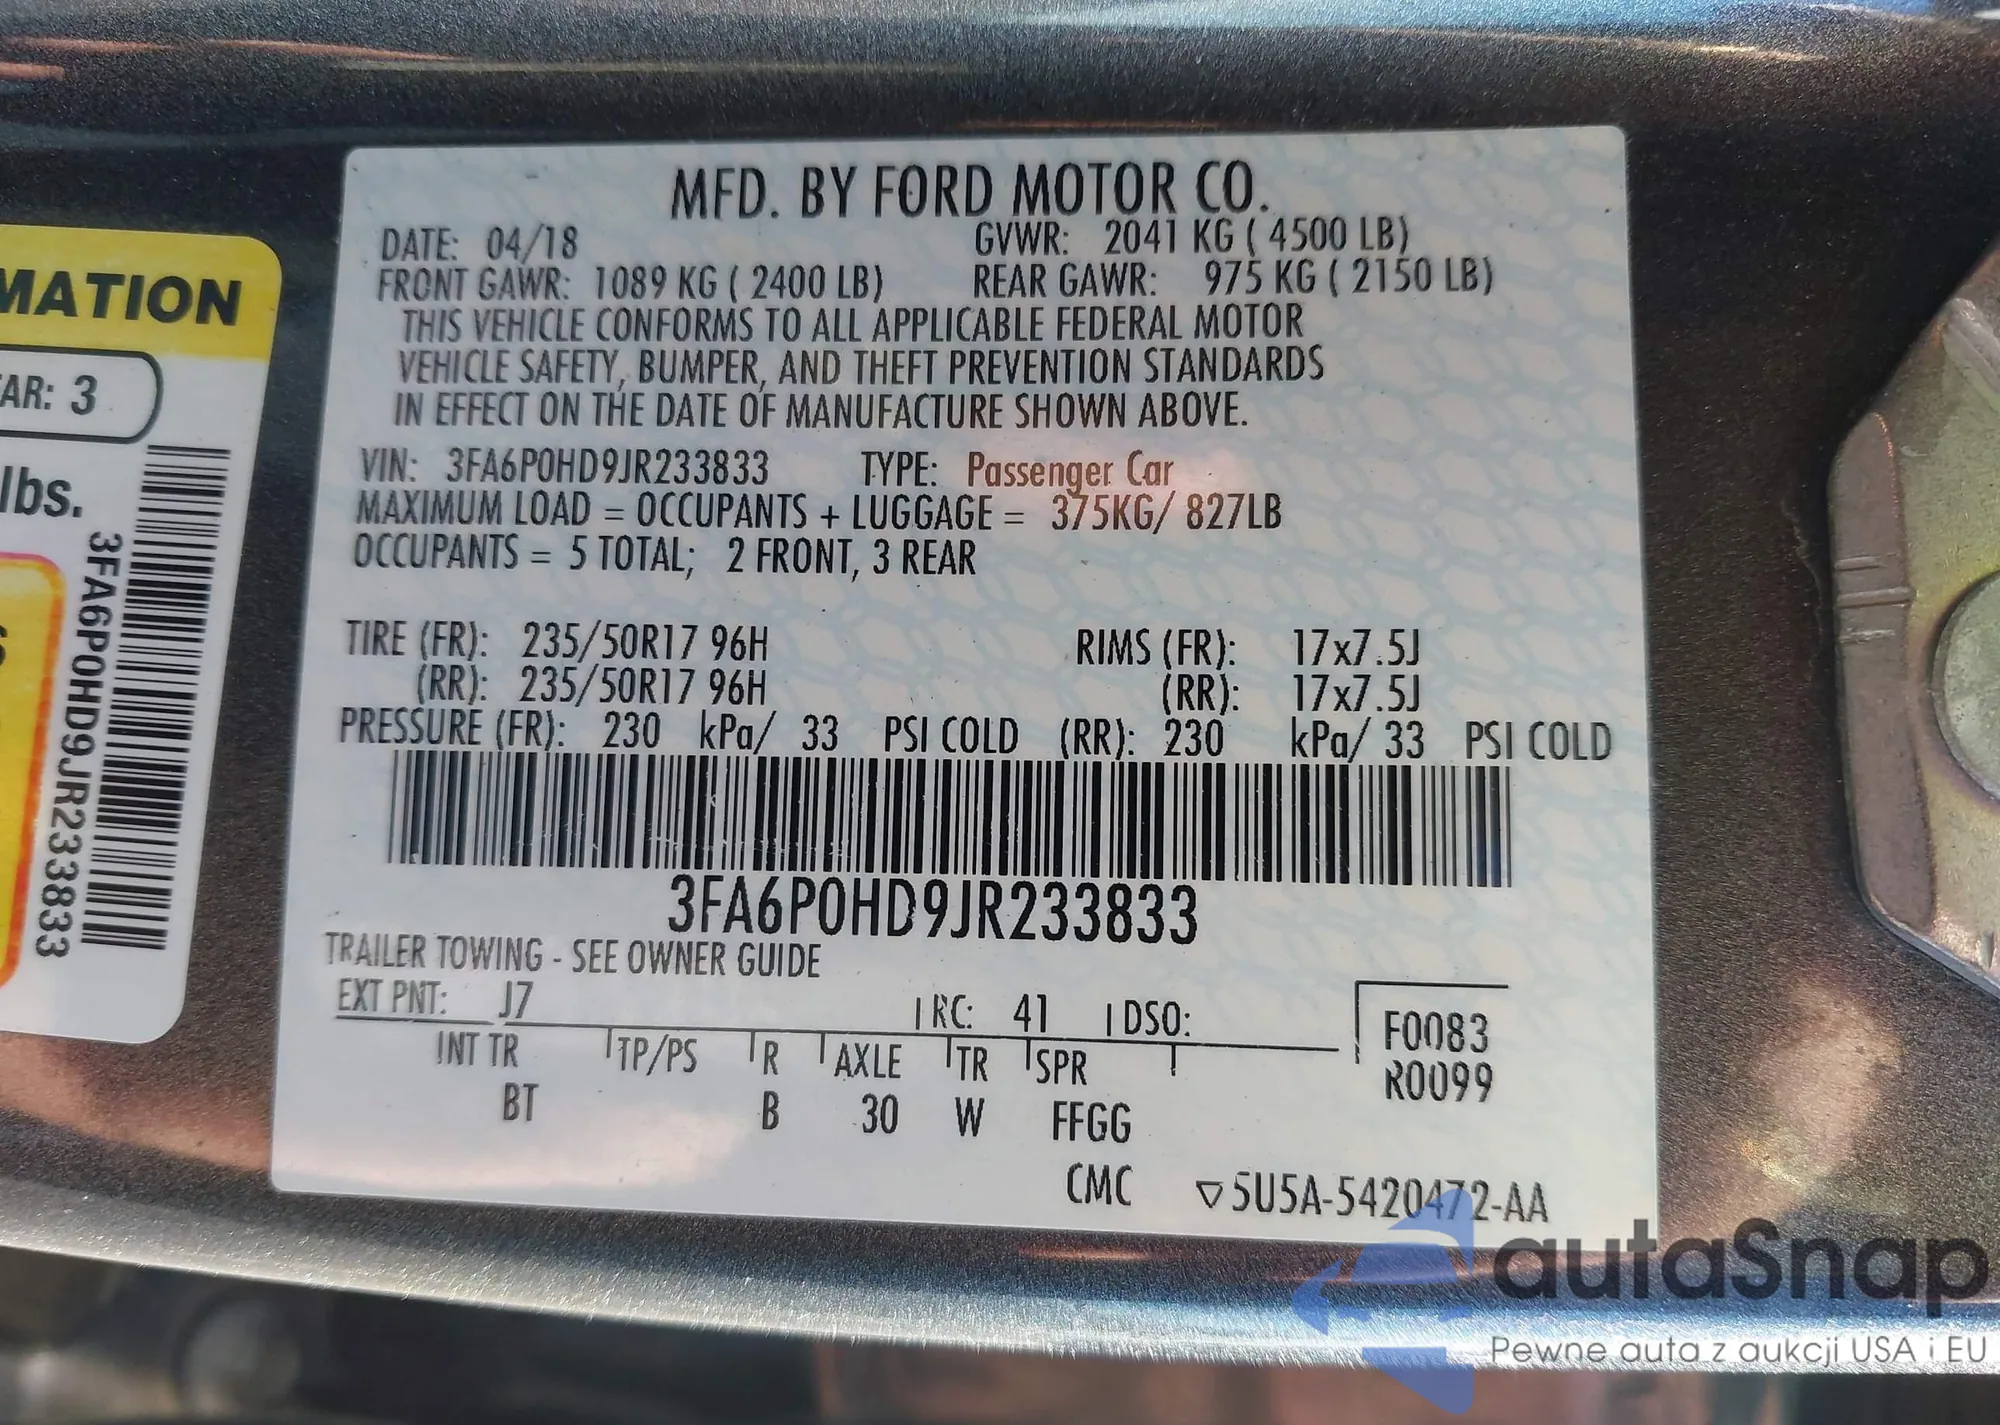 MATION
AR: 3
lbs.
3FA6P0HD9JR233833
MFD. BY FORD MOTOR CO.
DATE: 04/18 GVWR: 2041 KG ( 4500 LB)
FRONT GAWR: 1089 KG ( 2400 LB) REAR GAWR: 975 KG ( 2150 LB)
THIS VEHICLE CONFORMS TO ALL APPLICABLE FEDERAL MOTOR
VEHICLE SAFETY, BUMPER, AND THEFT PREVENTION STANDARDS
IN EFFECT ON THE DATE OF MANUFACTURE SHOWN ABOVE.
VIN: 3FA6P0HD9JR233833 TYPE: Passenger Car
MAXIMUM LOAD = OCCUPANTS + LUGGAGE = 375KG/ 827LB
OCCUPANTS = 5 TOTAL; 2 FRONT, 3 REAR
TIRE (FR): 235/50R17 96H RIMS (FR): 17x7.5J
(RR): 235/50R17 96H (RR): 17x7.5J
PRESSURE (FR): 230 kPa/ 33 PSI COLD (RR): 230 kPa/ 33 PSI COLD
3FA6P0HD9JR233833
TRAILER TOWING - SEE OWNER GUIDE
EXT PNT: J7 RC: 41 DSO:
F0083
R0099
INT TR TP/PS R AXLE TR SPR
BT B 30 W FFGG
CMC ▽5U5A-5420472-AA
autaSnap
Pewne auta z aukcji USA i EU